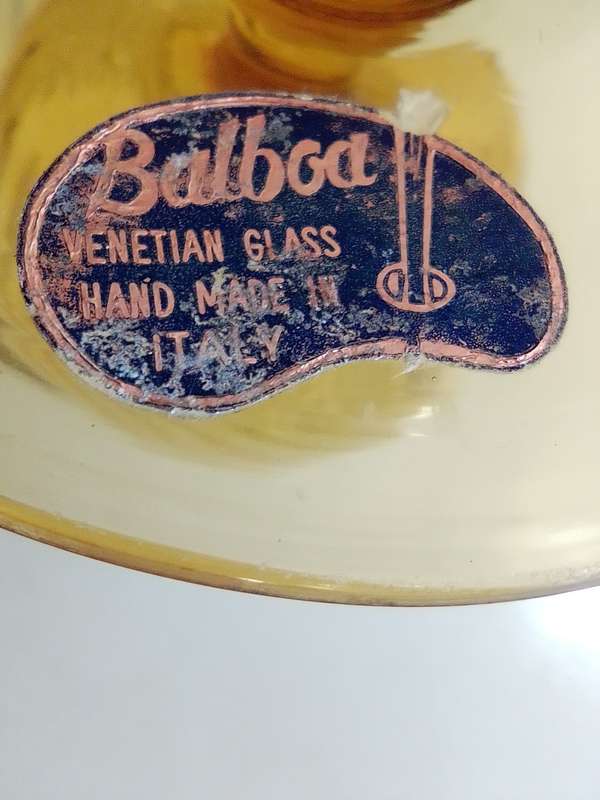 Balboa
VENETIAN GLASS
HAND MADE IN
ITALY